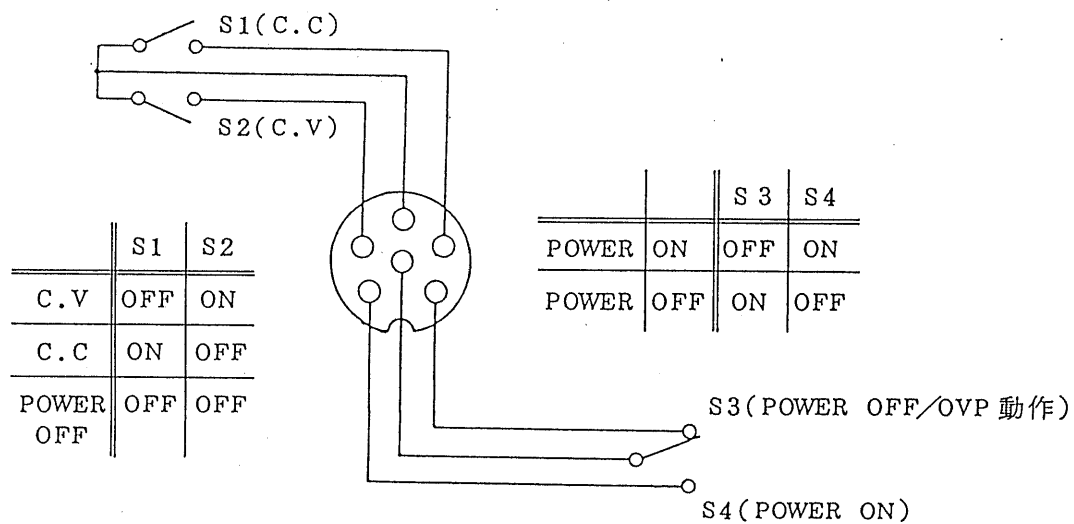 S1(C.C)
S2(C.V)
S1 S2
C.V OFF ON
C.C ON OFF
POWER OFF OFF OFF
S3 S4
POWER ON OFF ON
POWER OFF ON OFF
S3(POWER OFF/OVP 動作)
S4(POWER ON)